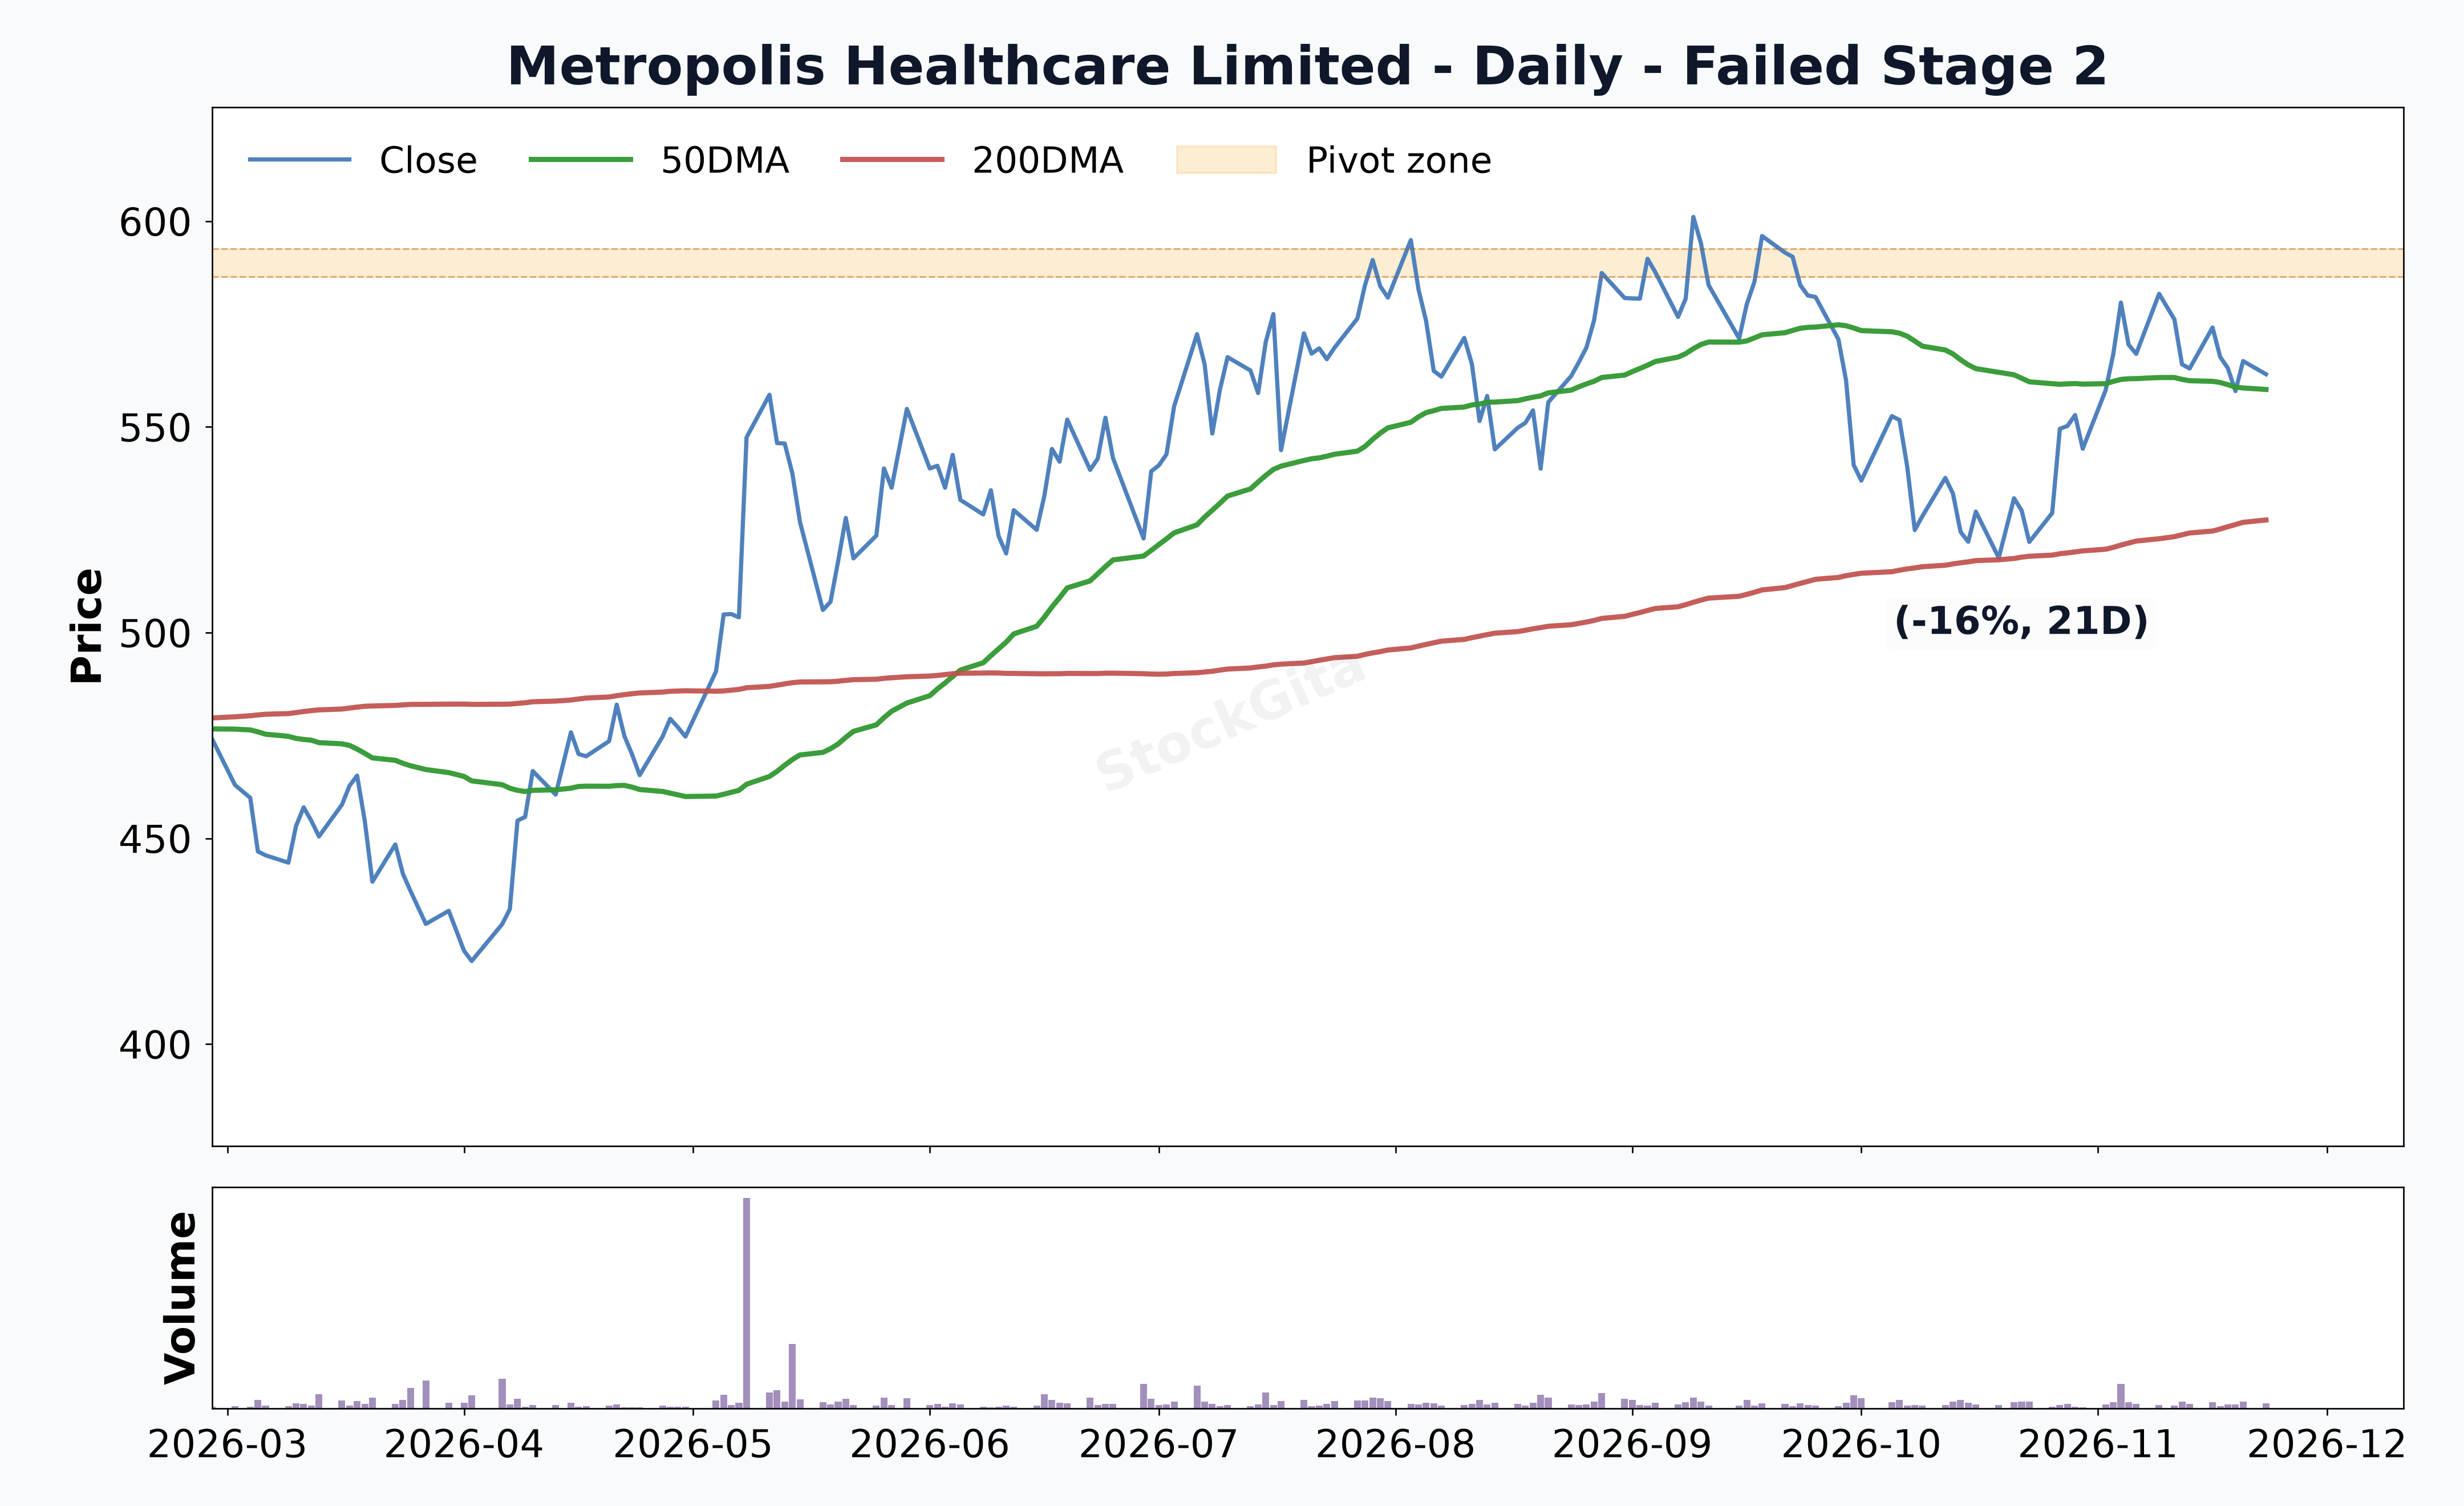 Metropolis Healthcare Limited - Daily - Failed Stage 2
Close 50DMA 200DMA Pivot zone
Price
600
550
500
450
400
(-16%, 21D)
StockGita
Volume
2026-03 2026-04 2026-05 2026-06 2026-07 2026-08 2026-09 2026-10 2026-11 2026-12